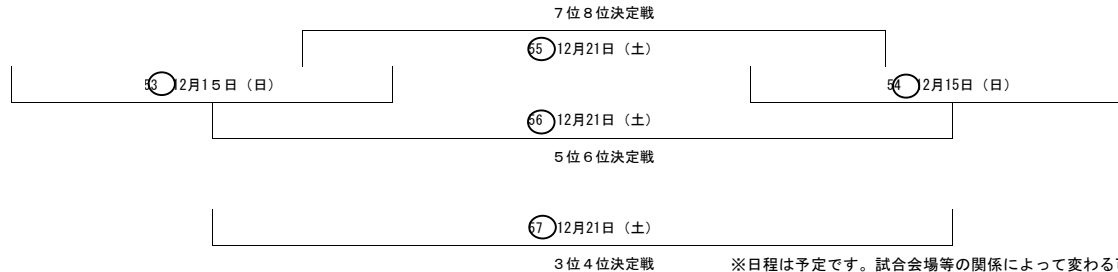 ７位８位決定戦
55 12月21日（土）
53 12月１５日（日）
54 12月15日（日）
56 12月21日（土）
５位６位決定戦
57 12月21日（土）
３位４位決定戦
※日程は予定です。試合会場等の関係によって変わる